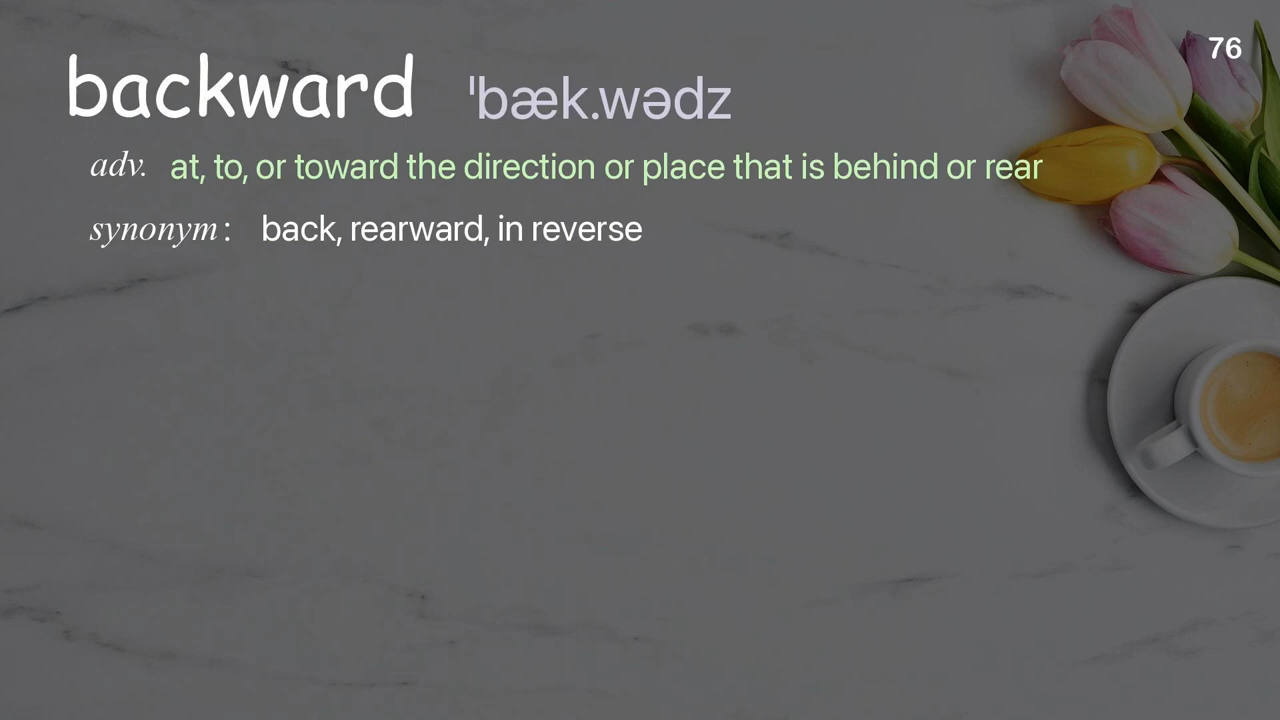 76
backward ˈbæk.wədz
adv. at, to, or toward the direction or place that is behind or rear
synonym: back, rearward, in reverse